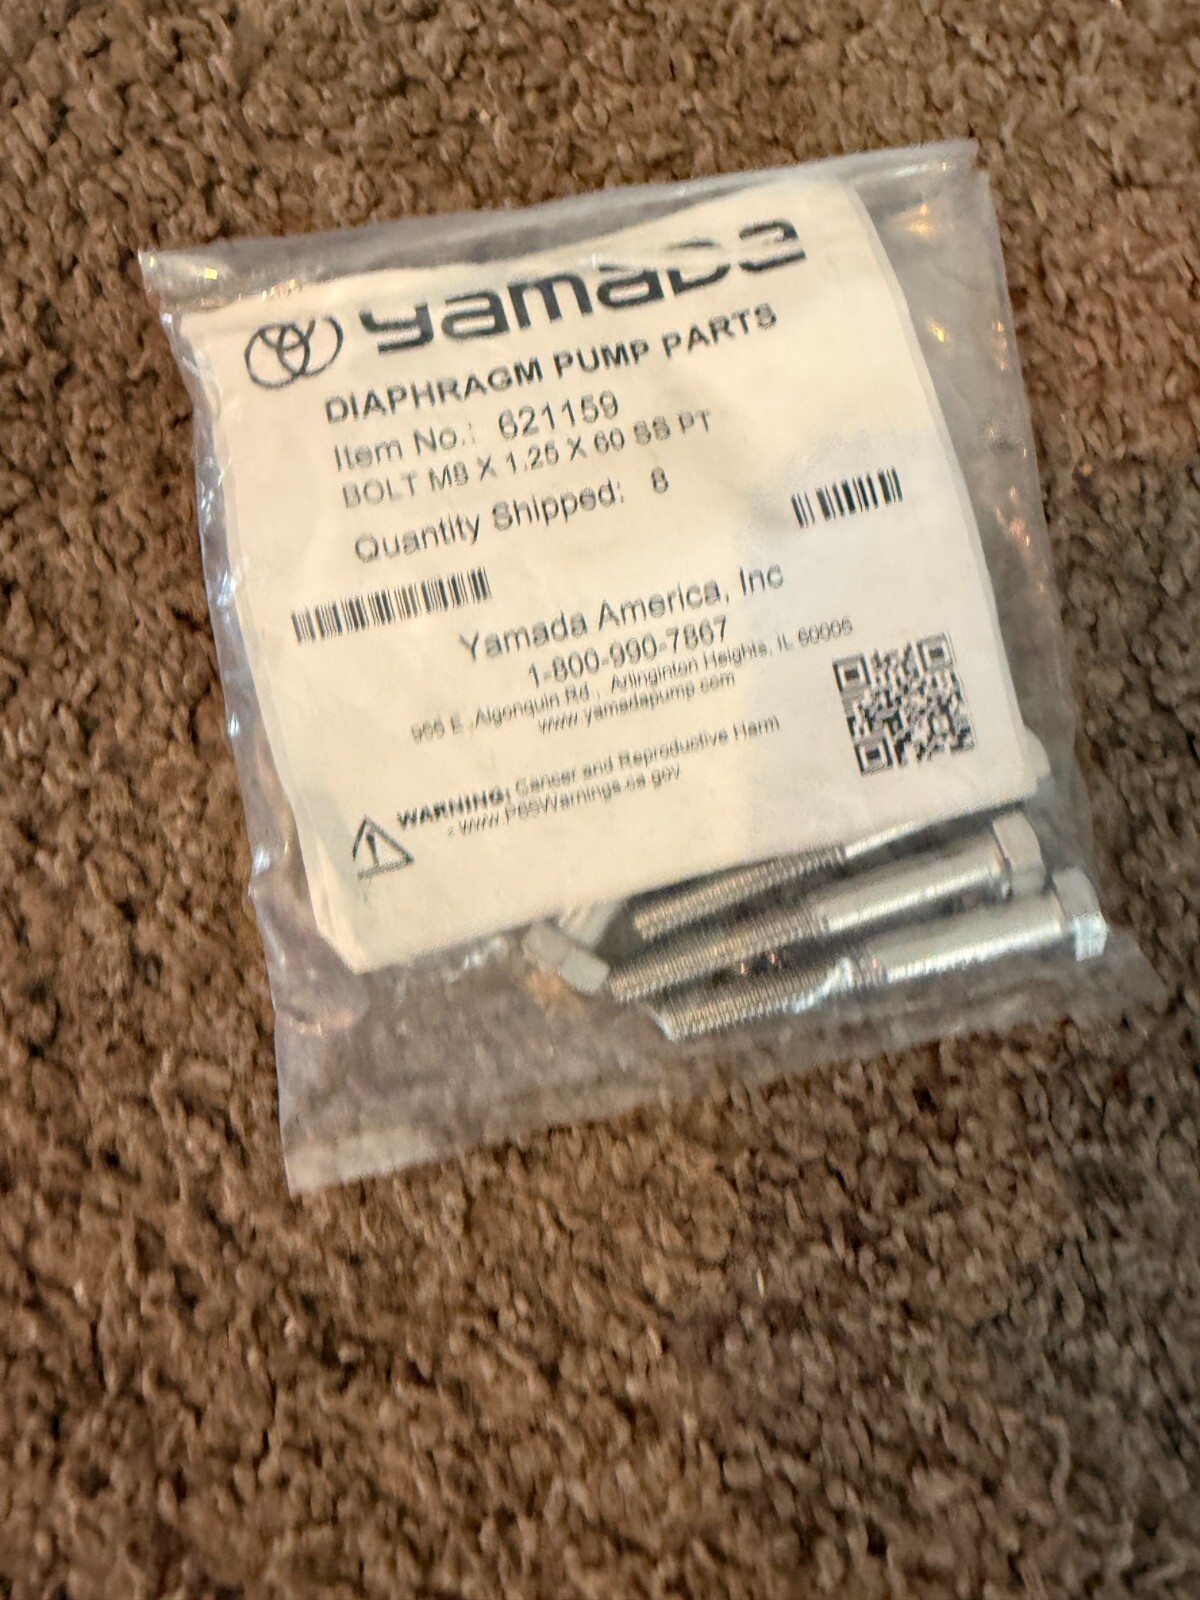 yamada
DIAPHRAGM PUMP PARTS
Item No.: 621159
BOLT M8 X 1.25 X 60 SS PT
Quantity Shipped: 8
Yamada America, Inc
1-800-990-7867
955 E. Algonquin Rd., Arlinginton Heights, IL 60005
www.yamadapump.com
WARNING: Cancer and Reproductive Harm
- www.P65Warnings.ca.gov